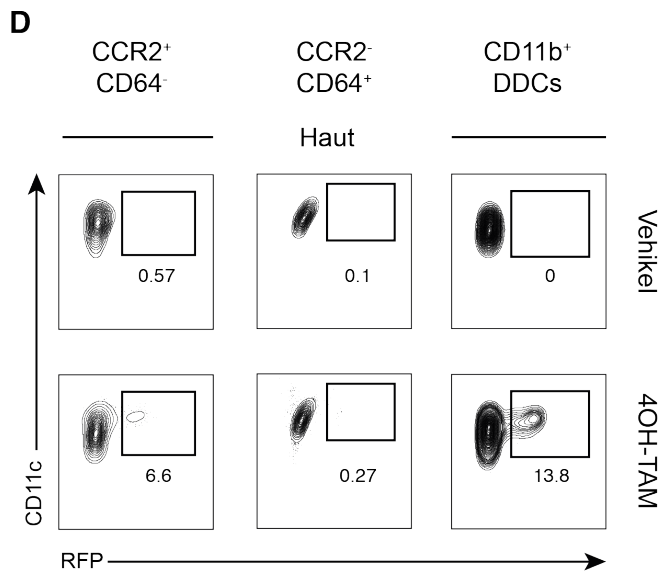 D
CCR2⁺ CCR2⁻ CD11b⁺
CD64⁻ CD64⁺ DDCs
Haut
0.57 0.1 0
Vehikel
6.6 0.27 13.8
4OH-TAM
CD11c
RFP